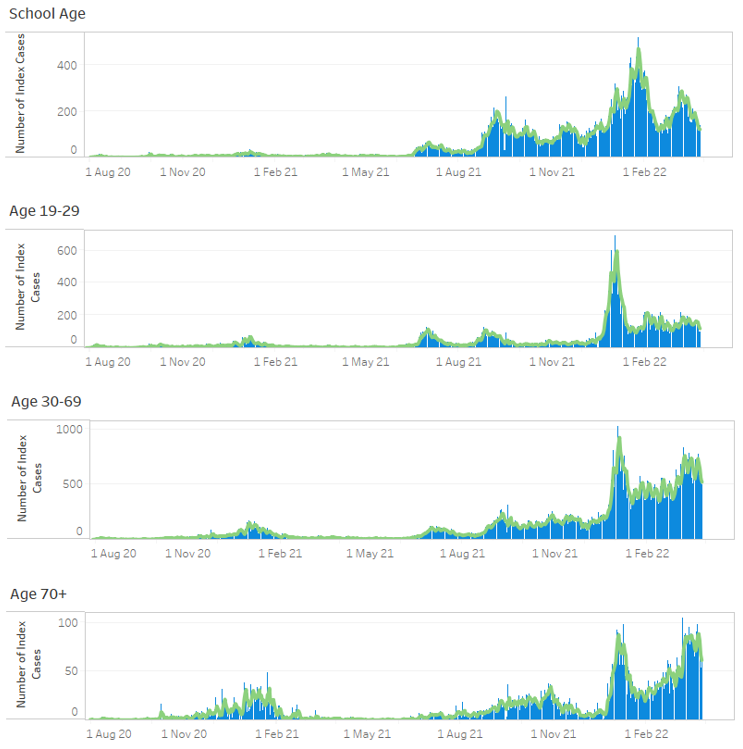 School Age
Number of Index Cases
400
200
0
1 Aug 20 1 Nov 20 1 Feb 21 1 May 21 1 Aug 21 1 Nov 21 1 Feb 22
Age 19-29
Number of Index
Cases
600
400
200
0
1 Aug 20 1 Nov 20 1 Feb 21 1 May 21 1 Aug 21 1 Nov 21 1 Feb 22
Age 30-69
Number of Index
Cases
1000
500
0
1 Aug 20 1 Nov 20 1 Feb 21 1 May 21 1 Aug 21 1 Nov 21 1 Feb 22
Age 70+
Number of Index
Cases
100
50
0
1 Aug 20 1 Nov 20 1 Feb 21 1 May 21 1 Aug 21 1 Nov 21 1 Feb 22